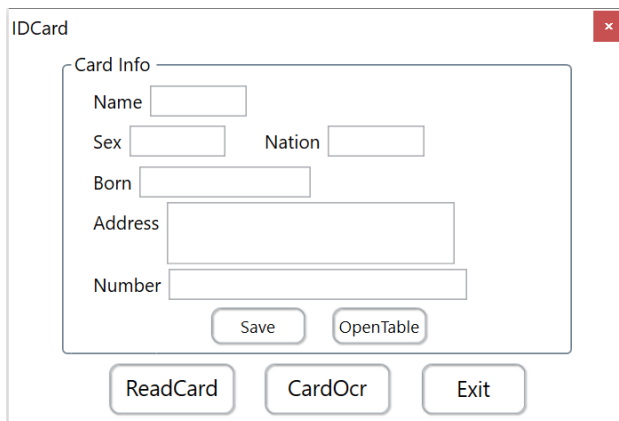 IDCard
×
Card Info
Name
Sex Nation
Born
Address
Number
Save OpenTable
ReadCard CardOcr Exit